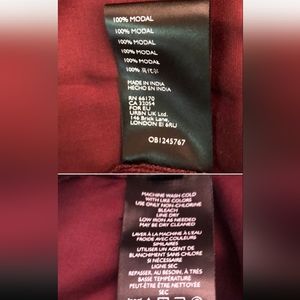 100% MODAL
100% MODAL
100% MODAL
100% MODAL
100% MODAL
100%
MADE IN INDIA
HECHO EN INDIA
RN 66170
CA 32054
FOR EU
URBN UK Ltd.
146 Brick Lane,
LONDON E1 6RU
OB1245767
MACHINE WASH COLD
WITH LIKE COLORS
USE ONLY NON-CHLORINE
BLEACH
LINE DRY
LOW IRON AS NEEDED
MAY BE DRY CLEANED
LAVER À LA MACHINE À L'EAU
FROIDE AVEC COULEURS
SIMILAIRES
UTILISER UN AGENT DE
BLANCHIMENT SANS CHLORE
SI NÉCESSAIRE
LIGNE SEC
REPASSER, AU BESOIN, À TRÈS
BASSE TEMPÉRATURE
PEUT-ÊTRE ÊTRE NETTOYÉE
SEC